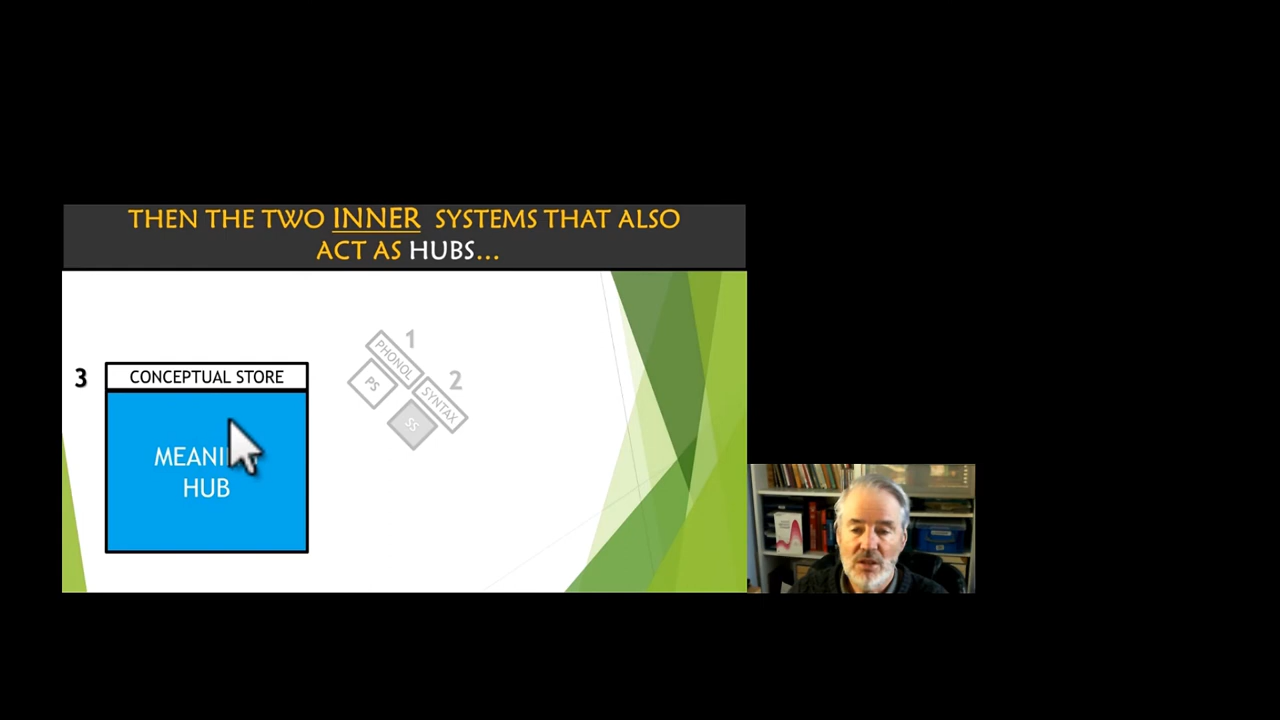 THEN THE TWO INNER SYSTEMS THAT ALSO
ACT AS HUBS...
1
PHONOL
2
SYNTAX
PS
SS
3
CONCEPTUAL STORE
MEANI
HUB